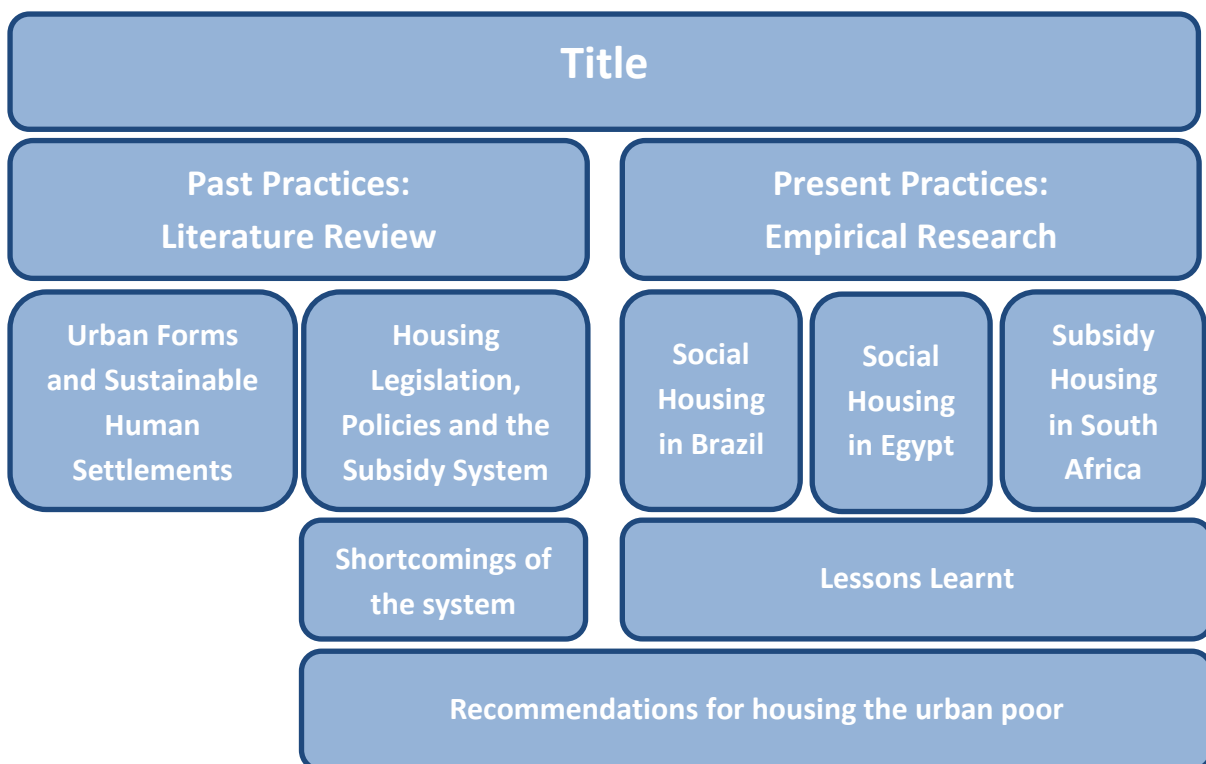 Title
Past Practices:
Literature Review
Present Practices:
Empirical Research
Urban Forms
and Sustainable
Human
Settlements
Housing
Legislation,
Policies and the
Subsidy System
Social
Housing
in Brazil
Social
Housing
in Egypt
Subsidy
Housing
in South
Africa
Shortcomings of
the system
Lessons Learnt
Recommendations for housing the urban poor